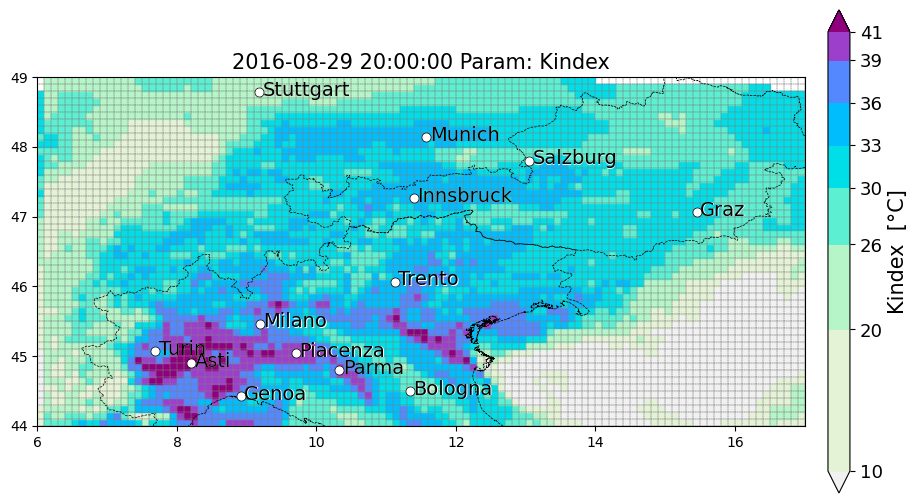 2016-08-29 20:00:00 Param: Kindex
49
48
47
46
45
44
6
8
10
12
14
16
Stuttgart
Munich
Salzburg
Innsbruck
Graz
Trento
Milano
Turin
Piacenza
Asti
Parma
Genoa
Bologna
41
39
36
33
30
26
20
10
Kindex [°C]